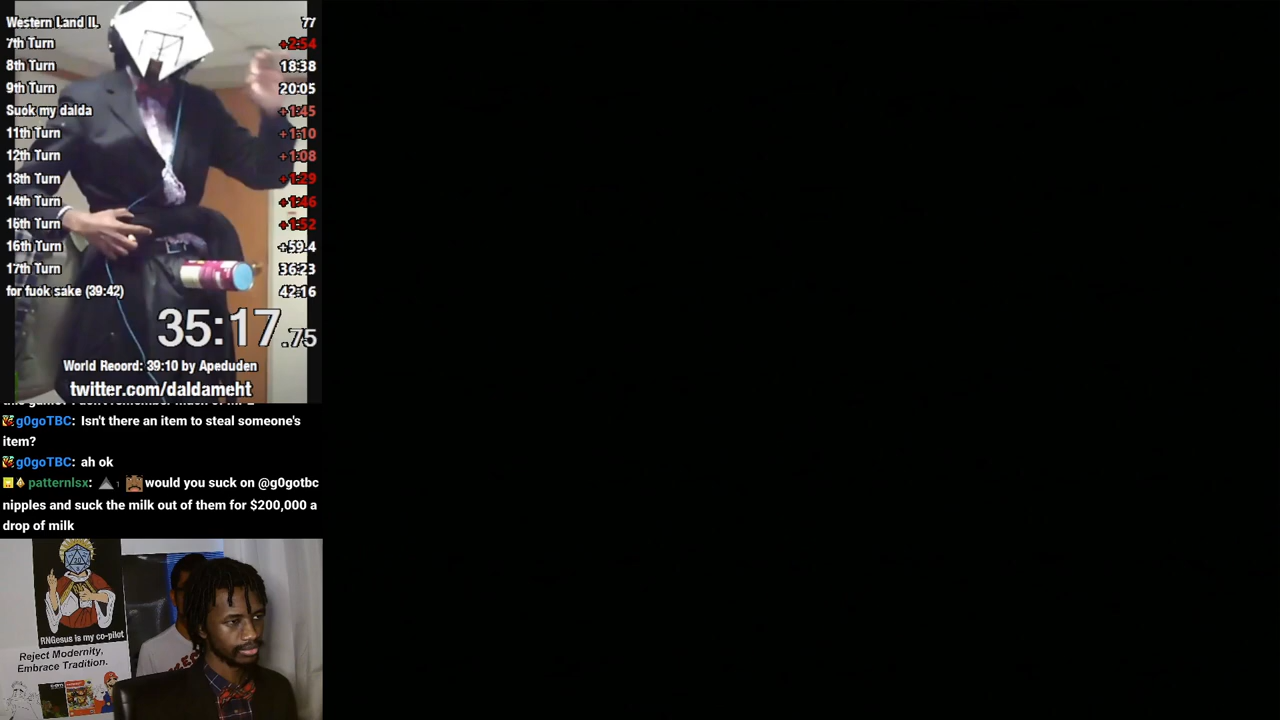 Western Land IL 77
7th Turn +2:54
8th Turn 18:38
9th Turn 20:05
Suok my dalda +1:45
11th Turn +1:10
12th Turn +1:08
13th Turn +1:29
14th Turn +1:46
15th Turn +1:52
16th Turn +59.4
17th Turn 36:23
for fuok sake (39:42) 42:16
35:17.75
World Reoord: 39:10 by Apeduden
twitter.com/daldameht
g0goTBC: Isn't there an item to steal someone's
item?
g0goTBC: ah ok
patternlsx: 1 would you suck on @g0gotbc
nipples and suck the milk out of them for $200,000 a
drop of milk
RNGesus is my co-pilot
Reject Modernity,
Embrace Tradition.